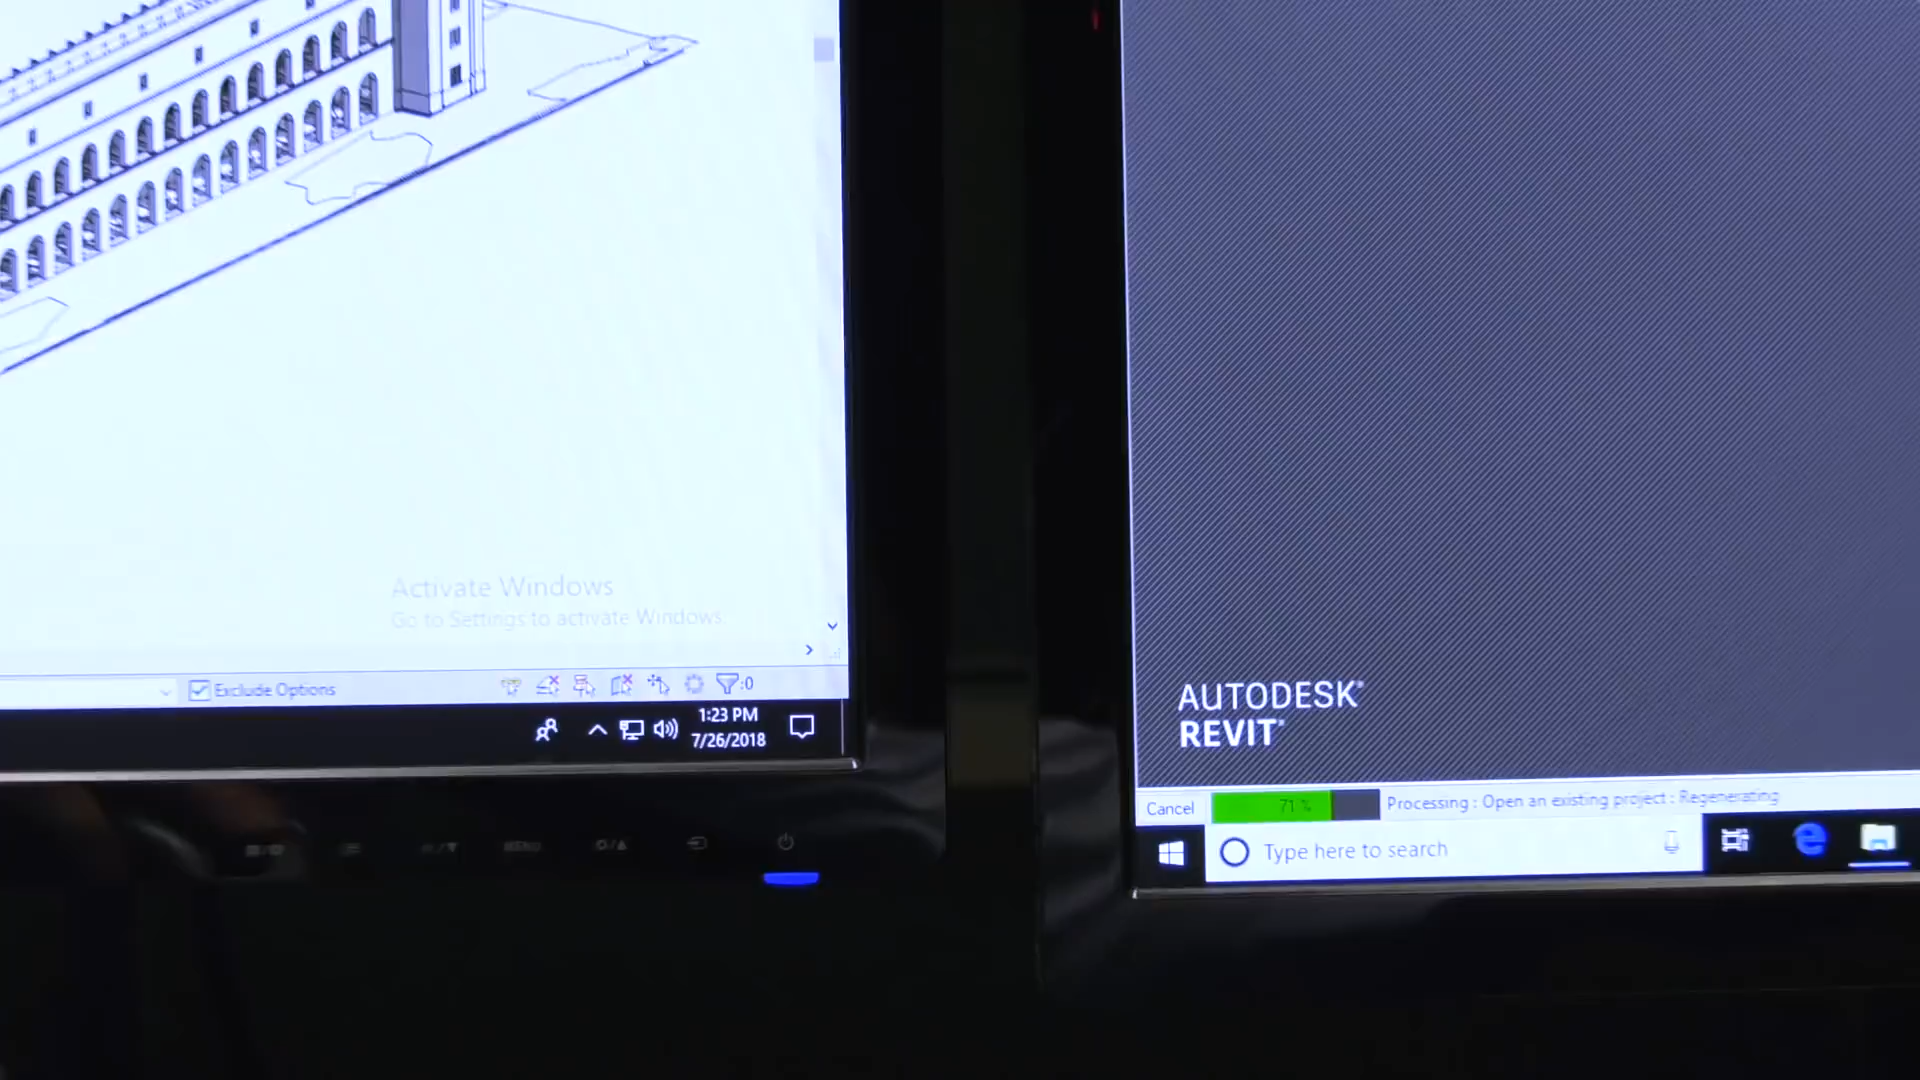 Activate Windows
Go to Settings to activate Windows.
Exclude Options
:0
1:23 PM
7/26/2018
MENU
AUTODESK®
REVIT®
Cancel
71 %
Processing : Open an existing project : Regenerating
Type here to search